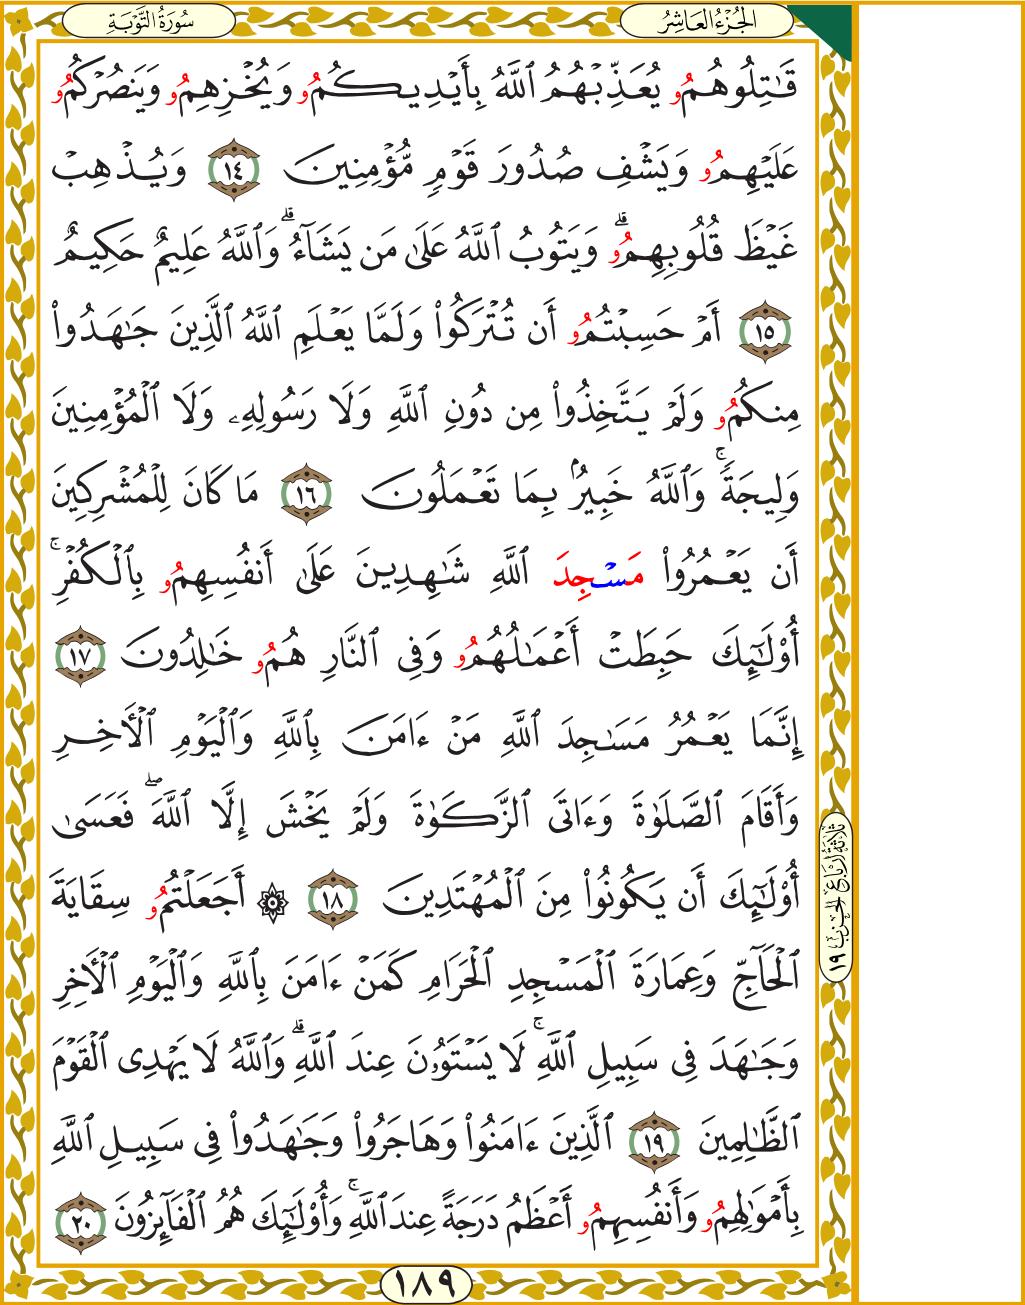 سُورَةُ التَّوۡبَةِ
الجُزۡءُ العَاشِرُ
قَٰتِلُوهُمُۥ يُعَذِّبۡهُمُ ٱللَّهُ بِأَيۡدِيكُمُۥ وَيُخۡزِهِمُۥ وَيَنصُرۡكُمُۥ
عَلَيۡهِمُۥ وَيَشۡفِ صُدُورَ قَوۡمٖ مُّؤۡمِنِينَ ١٤ وَيُذۡهِبۡ
غَيۡظَ قُلُوبِهِمُۥۗ وَيَتُوبُ ٱللَّهُ عَلَىٰ مَن يَشَآءُۗ وَٱللَّهُ عَلِيمٌ حَكِيمٌ
١٥ أَمۡ حَسِبۡتُمُۥ أَن تُتۡرَكُواْ وَلَمَّا يَعۡلَمِ ٱللَّهُ ٱلَّذِينَ جَٰهَدُواْ
مِنكُمُۥ وَلَمۡ يَتَّخِذُواْ مِن دُونِ ٱللَّهِ وَلَا رَسُولِهِۦ وَلَا ٱلۡمُؤۡمِنِينَ
وَلِيجَةٗۚ وَٱللَّهُ خَبِيرُۢ بِمَا تَعۡمَلُونَ ١٦ مَا كَانَ لِلۡمُشۡرِكِينَ
أَن يَعۡمُرُواْ مَسۡجِدَ ٱللَّهِ شَٰهِدِينَ عَلَىٰٓ أَنفُسِهِمُۥ بِٱلۡكُفۡرِۚ
أُوْلَٰٓئِكَ حَبِطَتۡ أَعۡمَٰلُهُمُۥ وَفِي ٱلنَّارِ هُمُۥ خَٰلِدُونَ ١٧
إِنَّمَا يَعۡمُرُ مَسَٰجِدَ ٱللَّهِ مَنۡ ءَامَنَ بِٱللَّهِ وَٱلۡيَوۡمِ ٱلۡأَخِرِ
وَأَقَامَ ٱلصَّلَوٰةَ وَءَاتَى ٱلزَّكَوٰةَ وَلَمۡ يَخۡشَ إِلَّا ٱللَّهَۖ فَعَسَىٰٓ
أُوْلَٰٓئِكَ أَن يَكُونُواْ مِنَ ٱلۡمُهۡتَدِينَ ١٨ ۞ أَجَعَلۡتُمُۥ سِقَايَةَ
ٱلۡحَآجِّ وَعِمَارَةَ ٱلۡمَسۡجِدِ ٱلۡحَرَامِ كَمَنۡ ءَامَنَ بِٱللَّهِ وَٱلۡيَوۡمِ ٱلۡأَخِرِ
وَجَٰهَدَ فِي سَبِيلِ ٱللَّهِۚ لَا يَسۡتَوُۥنَ عِندَ ٱللَّهِۗ وَٱللَّهُ لَا يَهۡدِي ٱلۡقَوۡمَ
ٱلظَّٰلِمِينَ ١٩ ٱلَّذِينَ ءَامَنُواْ وَهَاجَرُواْ وَجَٰهَدُواْ فِي سَبِيلِ ٱللَّهِ
بِأَمۡوَٰلِهِمُۥ وَأَنفُسِهِمُۥ أَعۡظَمُ دَرَجَةً عِندَ ٱللَّهِۚ وَأُوْلَٰٓئِكَ هُمُ ٱلۡفَآئِزُونَ ٢٠
ثلاثة أرباع الحزب ١٩
١٨٩